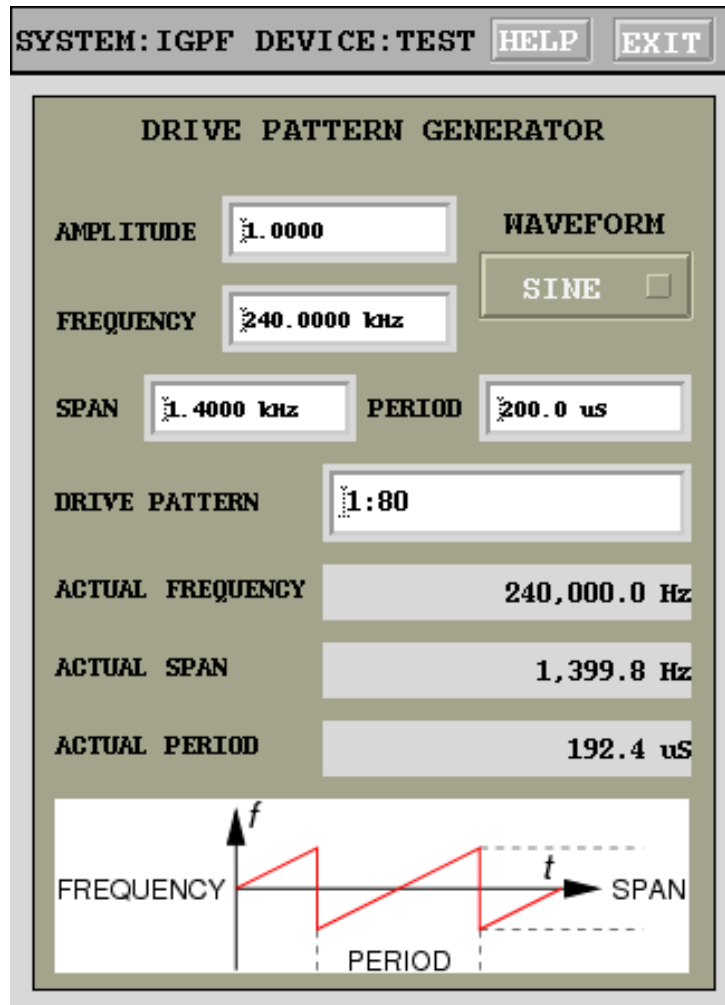 SYSTEM:IGPF DEVICE:TEST HELP EXIT
DRIVE PATTERN GENERATOR
AMPLITUDE 1.0000 WAVEFORM
SINE
FREQUENCY 240.0000 kHz
SPAN 1.4000 kHz PERIOD 200.0 uS
DRIVE PATTERN 1:80
ACTUAL FREQUENCY 240,000.0 Hz
ACTUAL SPAN 1,399.8 Hz
ACTUAL PERIOD 192.4 uS
f
FREQUENCY t SPAN
PERIOD